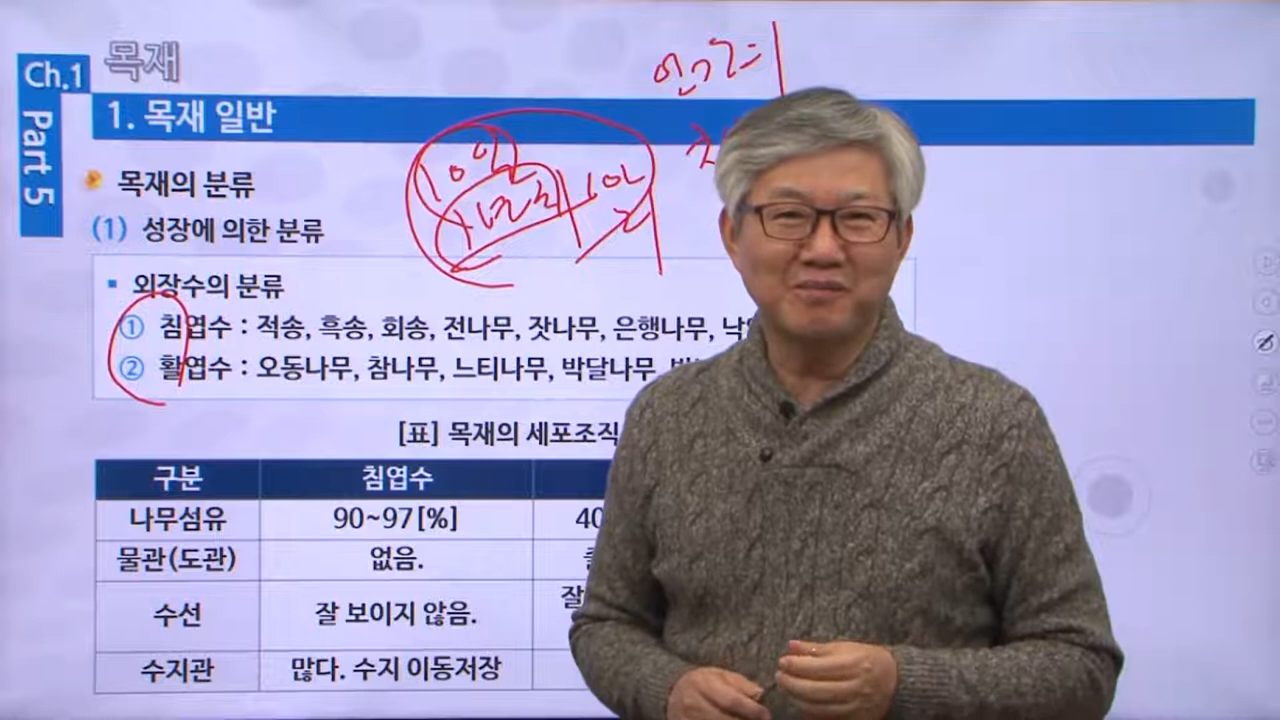 목재
Ch.1
Part 5
1. 목재 일반
목재의 분류
(1) 성장에 의한 분류
▪ 외장수의 분류
① 침엽수 : 적송, 흑송, 회송, 전나무, 잣나무, 은행나무,
② 활엽수 : 오동나무, 참나무, 느티나무, 박달나무,
[표] 목재의 세포조직
구분 침엽수
나무섬유 90~97[%] 40
물관(도관) 없음.
수선 잘 보이지 않음. 잘
수지관 많다. 수지 이동저장